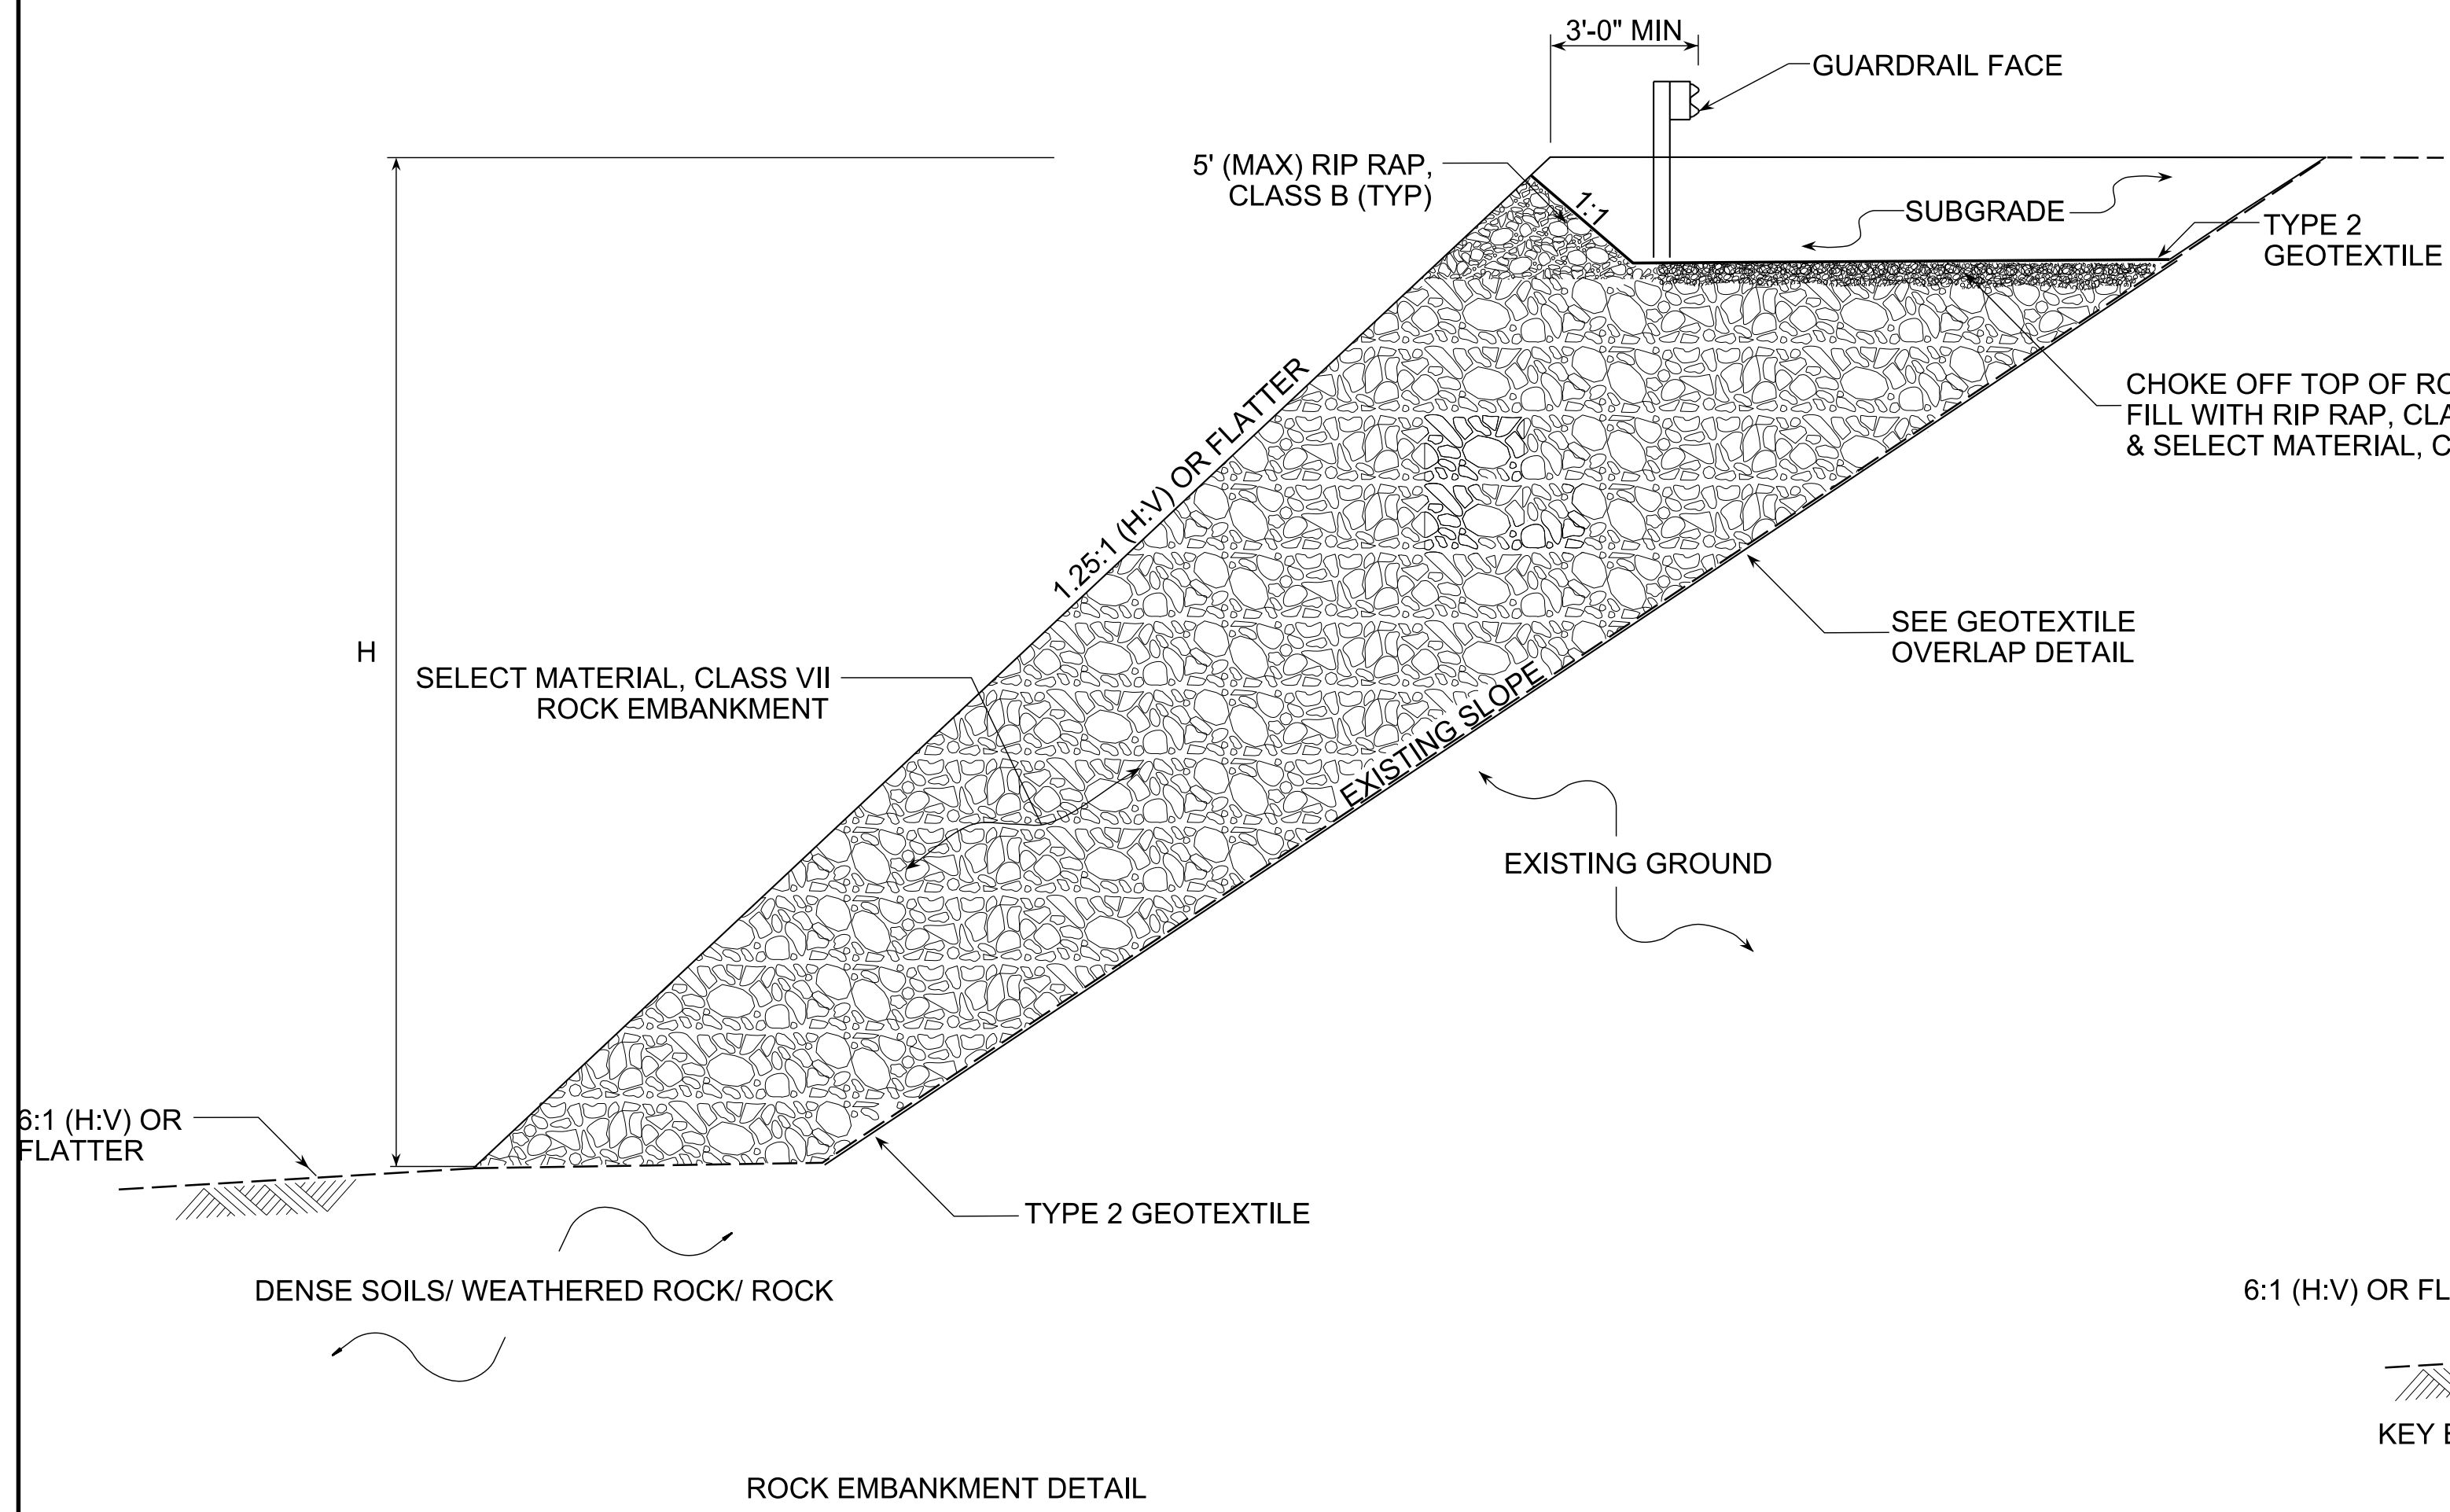 3'-0" MIN
GUARDRAIL FACE
5' (MAX) RIP RAP,
CLASS B (TYP)
1:1
SUBGRADE
TYPE 2
GEOTEXTILE
CHOKE OFF TOP OF
FILL WITH RIP RAP,
& SELECT MATERIAL,
1.25:1 (H:V) OR FLATTER
H
SELECT MATERIAL, CLASS VII
ROCK EMBANKMENT
SEE GEOTEXTILE
OVERLAP DETAIL
EXISTING SLOPE
EXISTING GROUND
6:1 (H:V) OR
FLATTER
TYPE 2 GEOTEXTILE
DENSE SOILS/ WEATHERED ROCK/ ROCK
6:1 (H:V) OR
KEY
ROCK EMBANKMENT DETAIL